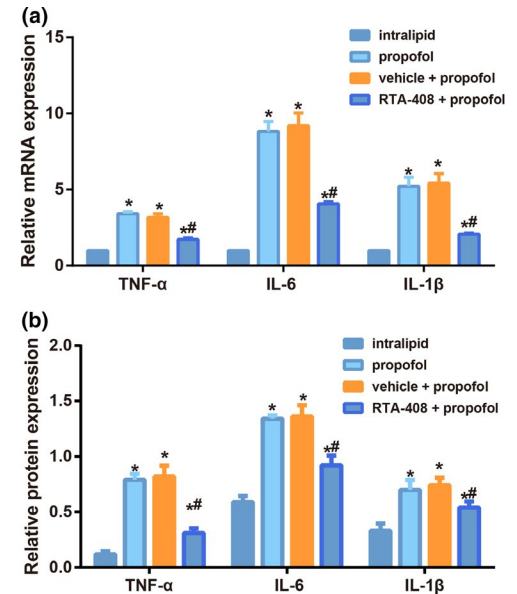 (a)
Relative mRNA expression
15
10
5
0
intralipid
propofol
vehicle + propofol
RTA-408 + propofol
* * *#
* * *#
* * *#
TNF-α IL-6 IL-1β
(b)
Relative protein expression
2.0
1.5
1.0
0.5
0.0
intralipid
propofol
vehicle + propofol
RTA-408 + propofol
* * *#
* * *#
* * *#
TNF-α IL-6 IL-1β